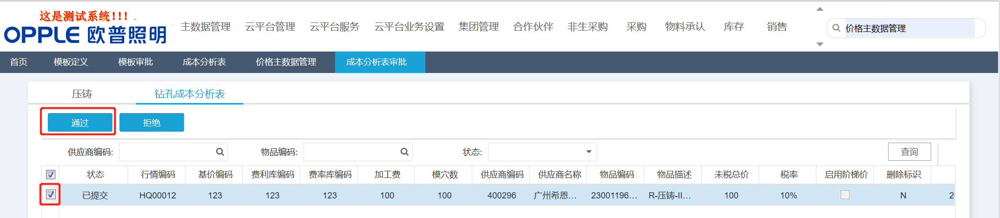 这是测试系统!!!.
OPPLE 欧普照明
主数据管理 云平台管理 云平台服务 云平台业务设置 集团管理 合作伙伴 非生采购 采购 物料承认 库存 销售
价格主数据管理
首页 模板定义 模板审批 成本分析表 价格主数据管理 成本分析表审批
压铸 钻孔成本分析表
通过 拒绝
供应商编码: 物品编码: 状态: 查询
状态 行情编码 基价编码 费利库编码 费率库编码 加工费 模穴数 供应商编码 供应商名称 物品编码 物品描述 未税总价 税率 启用阶梯价 删除标识
已提交 HQ00012 123 123 123 100 100 400296 广州希恩... 23001196... R-压铸-II... 100 10% N 2